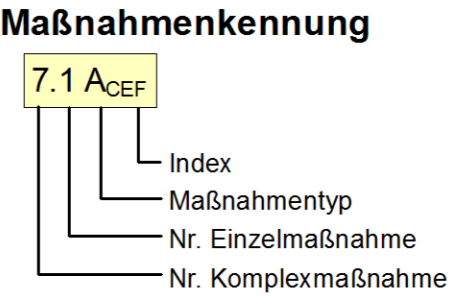 Maßnahmenkennung
7.1 ACEF
Index
Maßnahmentyp
Nr. Einzelmaßnahme
Nr. Komplexmaßnahme